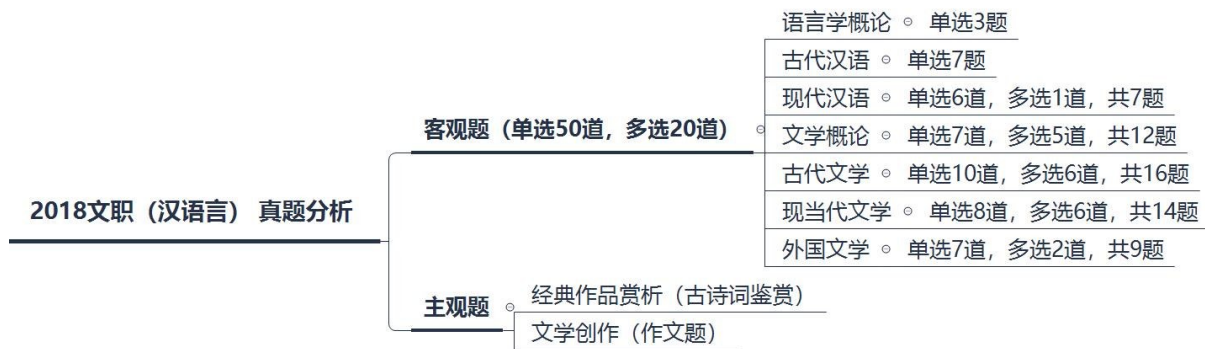 2018文职（汉语言） 真题分析
客观题（单选50道，多选20道）
语言学概论 单选3题
古代汉语 单选7题
现代汉语 单选6道，多选1道，共7题
文学概论 单选7道，多选5道，共12题
古代文学 单选10道，多选6道，共16题
现当代文学 单选8道，多选6道，共14题
外国文学 单选7道，多选2道，共9题
主观题
经典作品赏析（古诗词鉴赏）
文学创作（作文题）